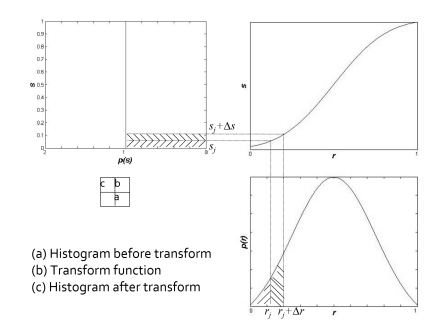 1
0.9
0.8
0.7
0.6
0.5
0.4
0.3
0.2
0.1
0
s
2
1
0
p(s)
s_j+Δs
s_j
s
0
r
1
c b
a
p(r)
0
r_j
r_j+Δr
r
1
(a) Histogram before transform
(b) Transform function
(c) Histogram after transform